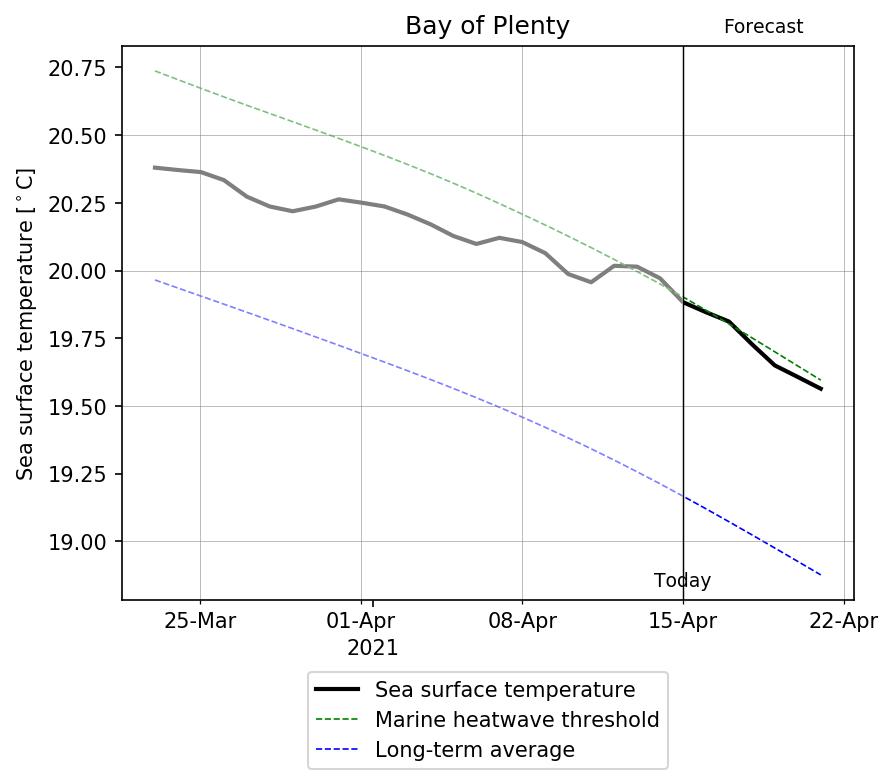 Bay of Plenty
Forecast
20.75
20.50
20.25
20.00
19.75
19.50
19.25
19.00
Sea surface temperature [°C]
Today
25-Mar
01-Apr
08-Apr
15-Apr
22-Apr
2021
Sea surface temperature
Marine heatwave threshold
Long-term average